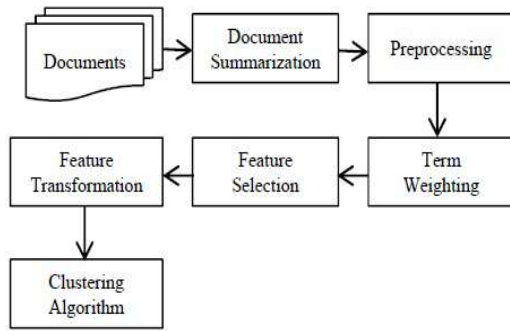 Documents
Document
Summarization
Preprocessing
Term
Weighting
Feature
Selection
Feature
Transformation
Clustering
Algorithm